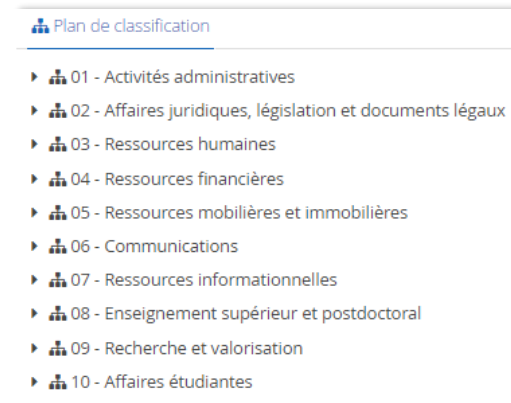 Plan de classification
01 - Activités administratives
02 - Affaires juridiques, législation et documents légaux
03 - Ressources humaines
04 - Ressources financières
05 - Ressources mobilières et immobilières
06 - Communications
07 - Ressources informationnelles
08 - Enseignement supérieur et postdoctoral
09 - Recherche et valorisation
10 - Affaires étudiantes